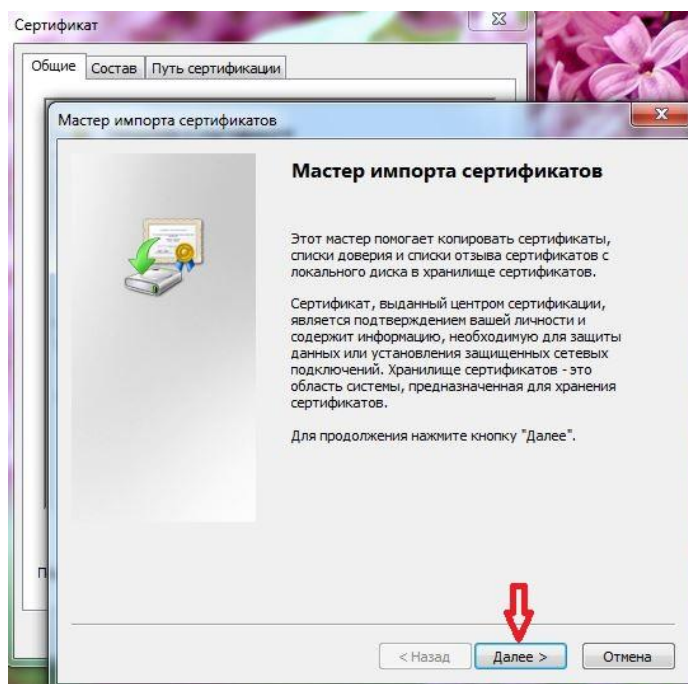 Сертификат
Общие Состав Путь сертификации
Мастер импорта сертификатов
Мастер импорта сертификатов
Этот мастер помогает копировать сертификаты,
списки доверия и списки отзыва сертификатов с
локального диска в хранилище сертификатов.
Сертификат, выданный центром сертификации,
является подтверждением вашей личности и
содержит информацию, необходимую для защиты
данных или установления защищенных сетевых
подключений. Хранилище сертификатов - это
область системы, предназначенная для хранения
сертификатов.
Для продолжения нажмите кнопку "Далее".
< Назад Далее > Отмена